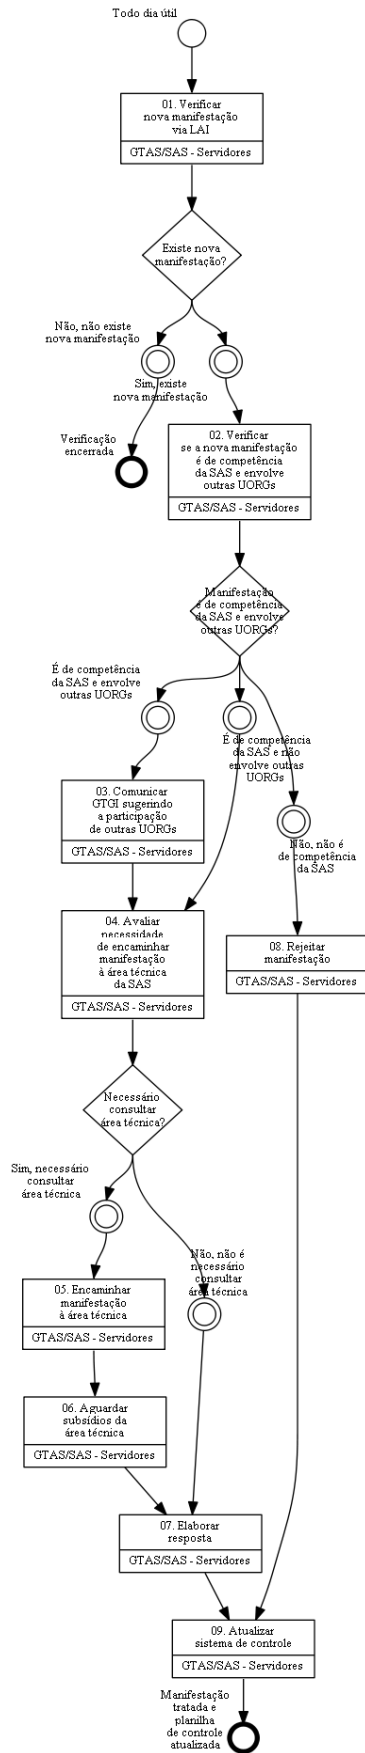 Todo dia útil
01. Verificar
nova manifestação
via LAI
GTAS/SAS - Servidores
Existe nova
manifestação?
Não, não existe
nova manifestação
Sim, existe
nova manifestação
Verificação
encerrada
02. Verificar
se a nova manifestação
é de competência
da SAS e envolve
outras UORGs
GTAS/SAS - Servidores
Manifestação
é de competência
da SAS e envolve
outras UORGs?
É de competência
da SAS e envolve
outras UORGs
É de competência
da SAS e não
envolve outras
UORGs
03. Comunicar
GTGI sugerindo
a participação
de outras UORGs
GTAS/SAS - Servidores
Não, não é
de competência
da SAS
04. Avaliar
necessidade
de encaminhar
manifestação
à área técnica
da SAS
GTAS/SAS - Servidores
08. Rejeitar
manifestação
GTAS/SAS - Servidores
Necessário
consultar
área técnica?
Sim, necessário
consultar
área técnica
Não, não é
necessário
consultar
área técnica
05. Encaminhar
manifestação
à área técnica
GTAS/SAS - Servidores
06. Aguardar
subsídios da
área técnica
GTAS/SAS - Servidores
07. Elaborar
resposta
GTAS/SAS - Servidores
09. Atualizar
sistema de controle
GTAS/SAS - Servidores
Manifestação
tratada e
planilha
de controle
atualizada